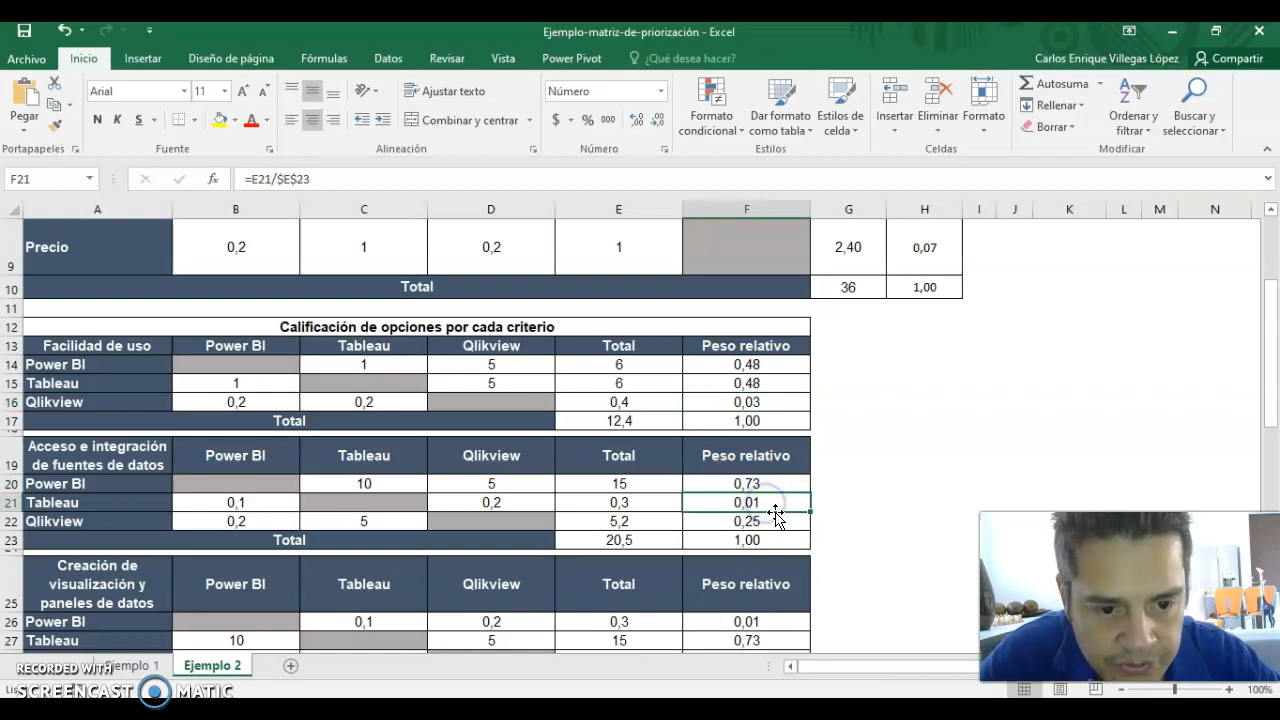 Ejemplo-matriz-de-priorización - Excel
Archivo Inicio Insertar Diseño de página Fórmulas Datos Revisar Vista Power Pivot ¿Qué desea hacer? Carlos Enrique Villegas López Compartir
Pegar Arial 11 Ajustar texto Número Formato condicional Dar formato como tabla Estilos de celda Insertar Eliminar Formato Autosuma Ordenar y filtrar Buscar y seleccionar
N K S A Combinar y centrar $ % 000 Rellenar
Borrar
Portapapeles Fuente Alineación Número Estilos Celdas Modificar
F21 fx =E21/$E$23
A B C D E F G H I J K L M N
9 Precio 0,2 1 0,2 1 2,40 0,07
10 Total 36 1,00
11
12 Calificación de opciones por cada criterio
13 Facilidad de uso Power BI Tableau Qlikview Total Peso relativo
14 Power BI 1 5 6 0,48
15 Tableau 1 5 6 0,48
16 Qlikview 0,2 0,2 0,4 0,03
17 Total 12,4 1,00
19 Acceso e integración de fuentes de datos Power BI Tableau Qlikview Total Peso relativo
20 Power BI 10 5 15 0,73
21 Tableau 0,1 0,2 0,3 0,01
22 Qlikview 0,2 5 5,2 0,25
23 Total 20,5 1,00
25 Creación de visualización y paneles de datos Power BI Tableau Qlikview Total Peso relativo
26 Power BI 0,1 0,2 0,3 0,01
27 Tableau 10 5 15 0,73
Ejemplo 2
RECORDED WITH
SCREENCAST MATIC
100%